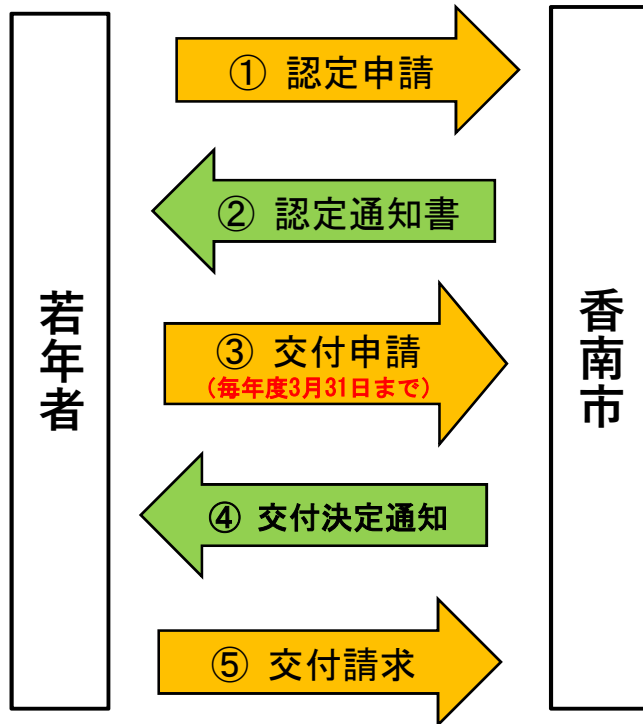 ① 認定申請
② 認定通知書
若年者
③ 交付申請
（毎年度3月31日まで）
香南市
④ 交付決定通知
⑤ 交付請求